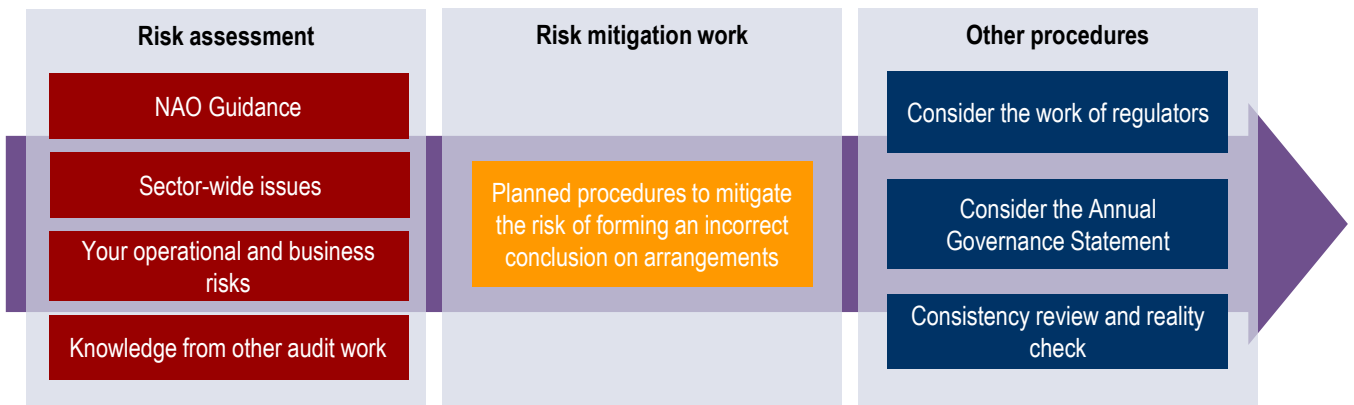 Risk assessment
NAO Guidance
Sector-wide issues
Your operational and business
risks
Knowledge from other audit work
Risk mitigation work
Planned procedures to mitigate
the risk of forming an incorrect
conclusion on arrangements
Other procedures
Consider the work of regulators
Consider the Annual
Governance Statement
Consistency review and reality
check